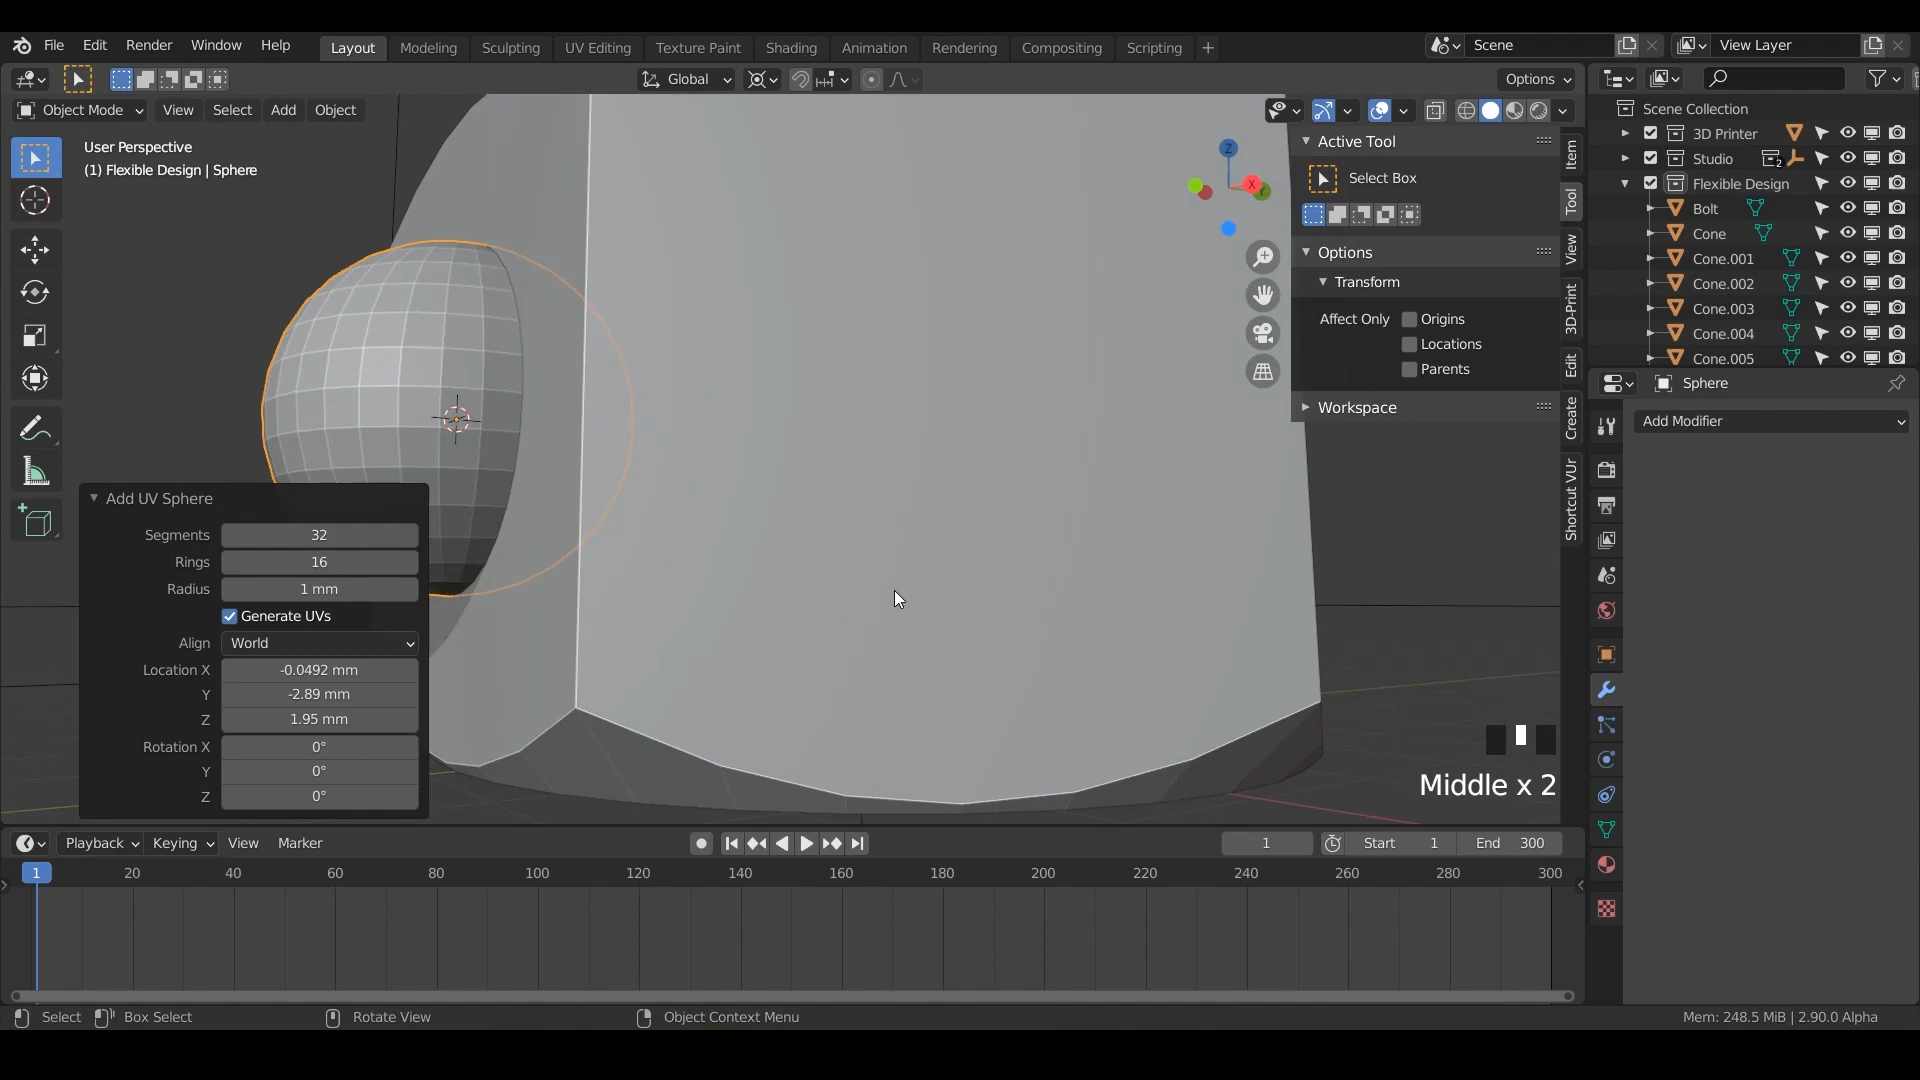 File Edit Render Window Help Layout Modeling Sculpting UV Editing Texture Paint Shading Animation Rendering Compositing Scripting + Scene View Layer
Global Options
Object Mode View Select Add Object
User Perspective
(1) Flexible Design | Sphere
Z
X
Y
Active Tool
Select Box
Options
Transform
Affect Only Origins
Locations
Parents
Workspace
Item
Tool
View
3D-Print
Edit
Create
Shortcut VUr
Scene Collection
3D Printer
Studio 2
Flexible Design
Bolt
Cone
Cone.001
Cone.002
Cone.003
Cone.004
Cone.005
Sphere
Add Modifier
Add UV Sphere
Segments 32
Rings 16
Radius 1 mm
Generate UVs
Align World
Location X -0.0492 mm
Y -2.89 mm
Z 1.95 mm
Rotation X 0°
Y 0°
Z 0°
Middle x 2
Playback Keying View Marker 1 Start 1 End 300
1 20 40 60 80 100 120 140 160 180 200 220 240 260 280 300
Select Box Select Rotate View Object Context Menu Mem: 248.5 MiB | 2.90.0 Alpha